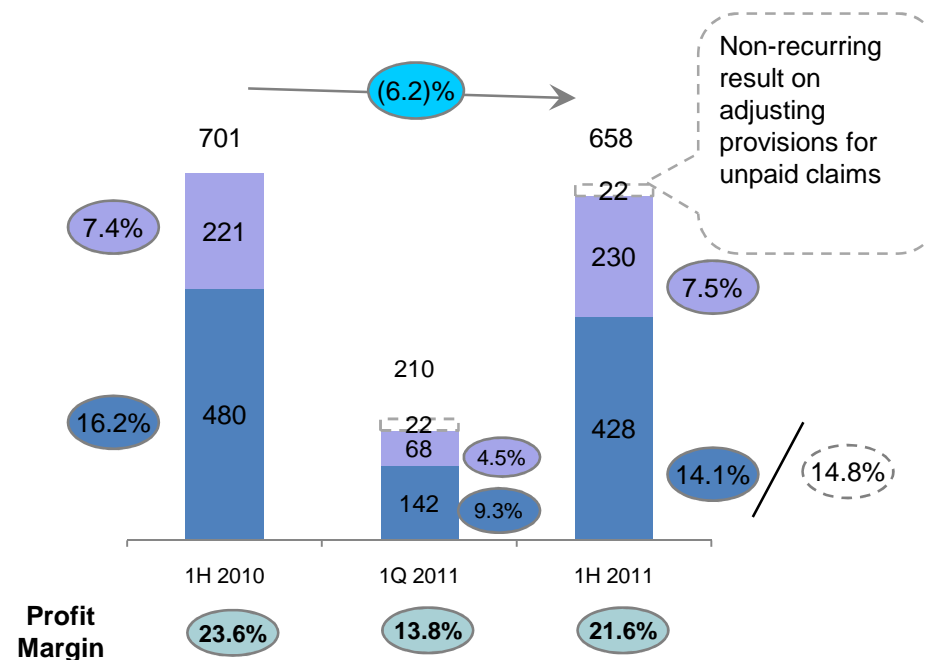 Non-recurring
result on
adjusting
provisions for
unpaid claims
(6.2)%
701
658
22
7.4%
221
230
7.5%
210
22
16.2%
480
68
4.5%
428
14.1%
14.8%
142
9.3%
1H 2010
1Q 2011
1H 2011
Profit
Margin
23.6%
13.8%
21.6%